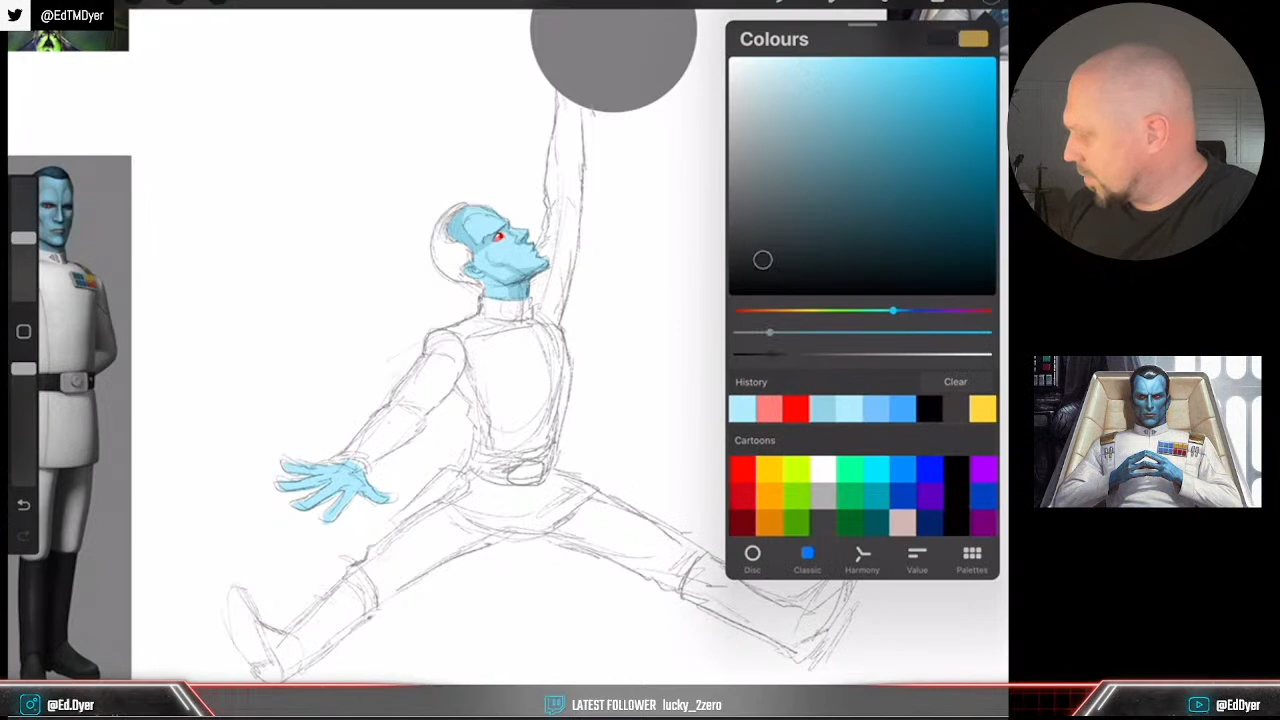 @EdTMDyer
Colours
History
Clear
Cartoons
Disc
Classic
Harmony
Value
Palettes
@Ed.Dyer
LATEST FOLLOWER lucky_2zero
@EdDyer